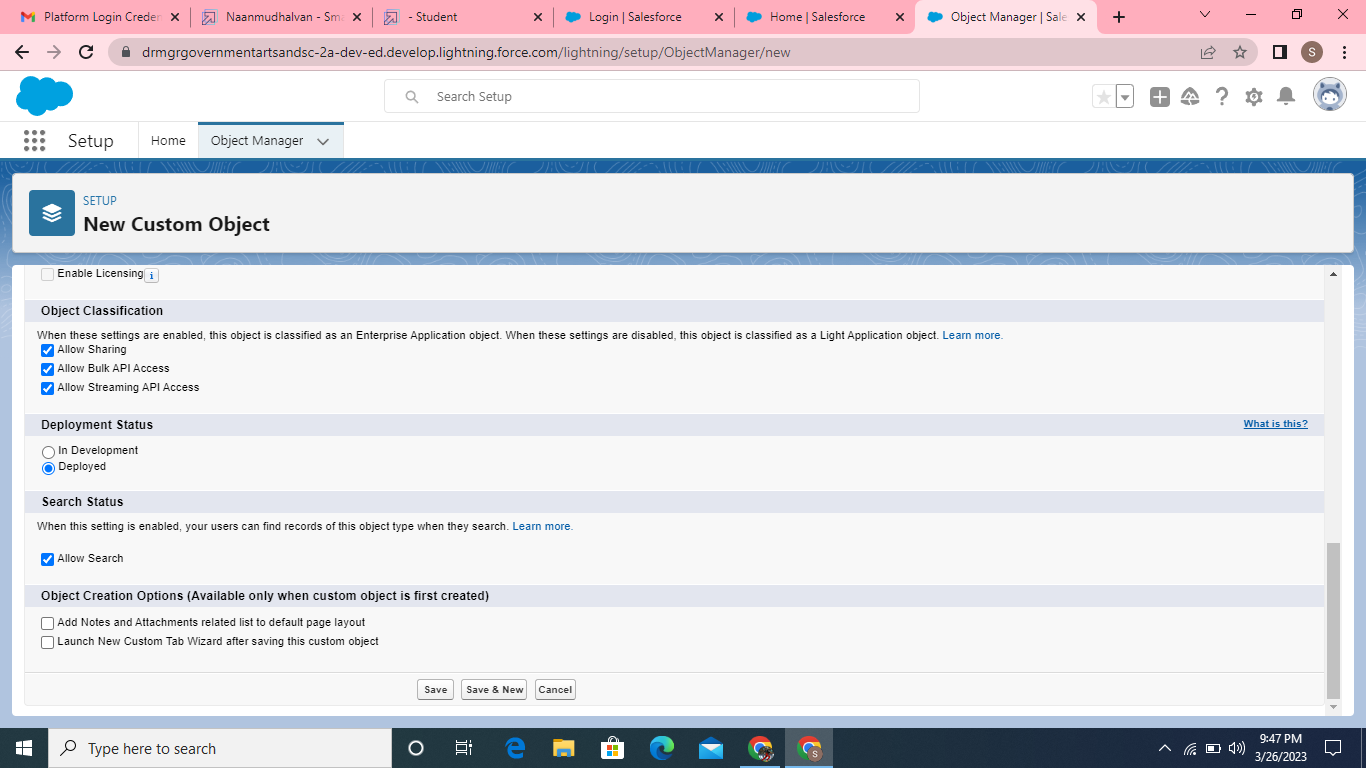 Platform Login Creder
Naanmudhalvan - Sma
- Student
Login | Salesforce
Home | Salesforce
Object Manager | Sale
drmgrgovernmentartsandsc-2a-dev-ed.develop.lightning.force.com/lightning/setup/ObjectManager/new
S
Search Setup
Setup
Home
Object Manager
SETUP
New Custom Object
Enable Licensing i
Object Classification
When these settings are enabled, this object is classified as an Enterprise Application object. When these settings are disabled, this object is classified as a Light Application object. Learn more.
Allow Sharing
Allow Bulk API Access
Allow Streaming API Access
Deployment Status
What is this?
In Development
Deployed
Search Status
When this setting is enabled, your users can find records of this object type when they search. Learn more.
Allow Search
Object Creation Options (Available only when custom object is first created)
Add Notes and Attachments related list to default page layout
Launch New Custom Tab Wizard after saving this custom object
Save
Save & New
Cancel
Type here to search
S
9:47 PM
3/26/2023